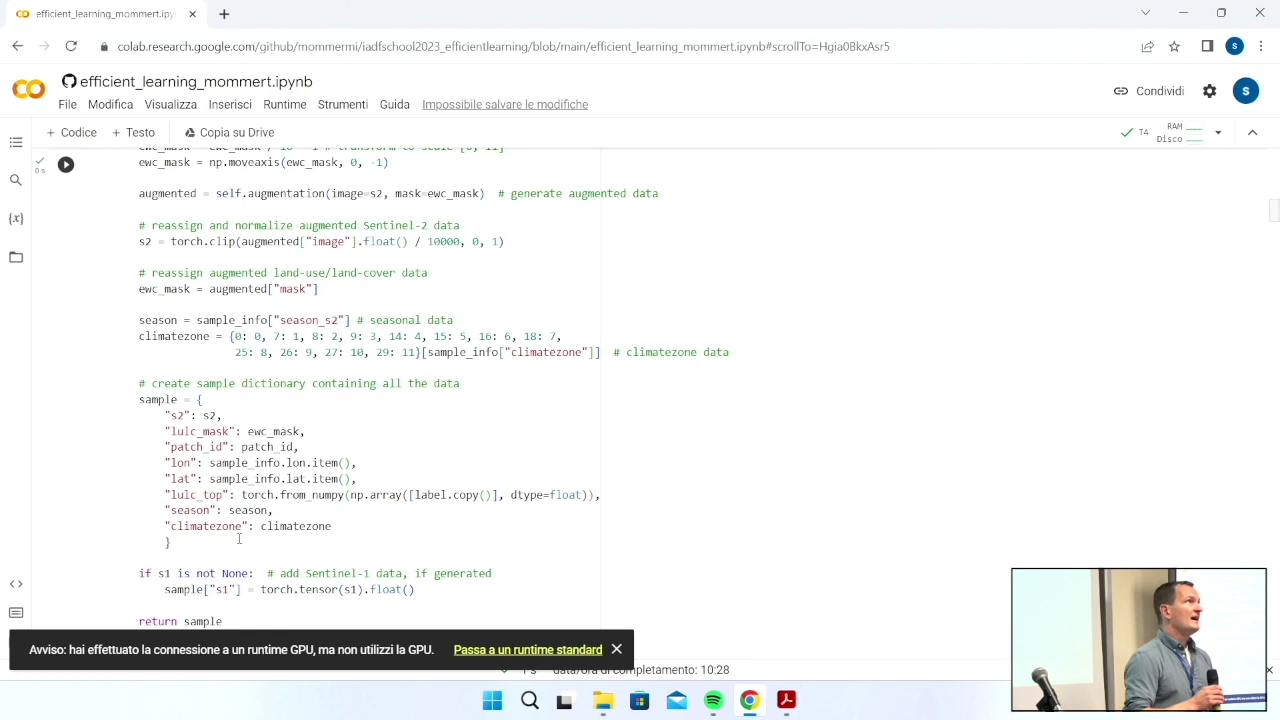 efficient_learning_mommert.ipy
colab.research.google.com/github/mommermi/iadfschool2023_efficientlearning/blob/main/efficient_learning_mommert.ipynb#scrollTo=Hgia0BkxAsr5
S
efficient_learning_mommert.ipynb
File Modifica Visualizza Inserisci Runtime Strumenti Guida Impossibile salvare le modifiche
Condividi
S
+ Codice + Testo Copia su Drive
T4 RAM
Disco
ewc_mask = np.moveaxis(ewc_mask, 0, -1)
0s
augmented = self.augmentation(image=s2, mask=ewc_mask) # generate augmented data
# reassign and normalize augmented Sentinel-2 data
s2 = torch.clip(augmented["image"].float() / 10000, 0, 1)
# reassign augmented land-use/land-cover data
ewc_mask = augmented["mask"]
season = sample_info["season_s2"] # seasonal data
climatezone = {0: 0, 7: 1, 8: 2, 9: 3, 14: 4, 15: 5, 16: 6, 18: 7,
25: 8, 26: 9, 27: 10, 29: 11}[sample_info["climatezone"]] # climatezone data
# create sample dictionary containing all the data
sample = {
"s2": s2,
"lulc_mask": ewc_mask,
"patch_id": patch_id,
"lon": sample_info.lon.item(),
"lat": sample_info.lat.item(),
"lulc_top": torch.from_numpy(np.array([label.copy()], dtype=float)),
"season": season,
"climatezone": climatezone
}
if s1 is not None: # add Sentinel-1 data, if generated
sample["s1"] = torch.tensor(s1).float()
return sample
Avviso: hai effettuato la connessione a un runtime GPU, ma non utilizzi la GPU. Passa a un runtime standard
1 s data/ora di completamento: 10:28